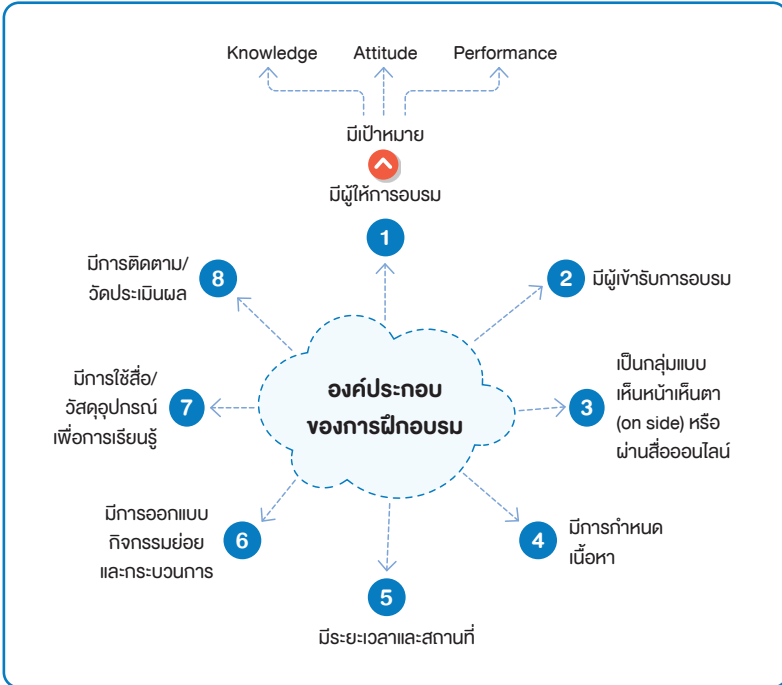 Knowledge Attitude Performance
มีเป้าหมาย
มีผู้ให้การอบรม
1
2
มีผู้เข้ารับการอบรม
3
เป็นกลุ่มแบบ
เห็นหน้าเห็นตา
(on side) หรือ
ผ่านสื่อออนไลน์
4
มีการกำหนด
เนื้อหา
5
มีระยะเวลาและสถานที่
6
มีการออกแบบ
กิจกรรมย่อย
และกระบวนการ
7
มีการใช้สื่อ/
วัสดุอุปกรณ์
เพื่อการเรียนรู้
8
มีการติดตาม/
วัดประเมินผล
องค์ประกอบ
ของการฝึกอบรม